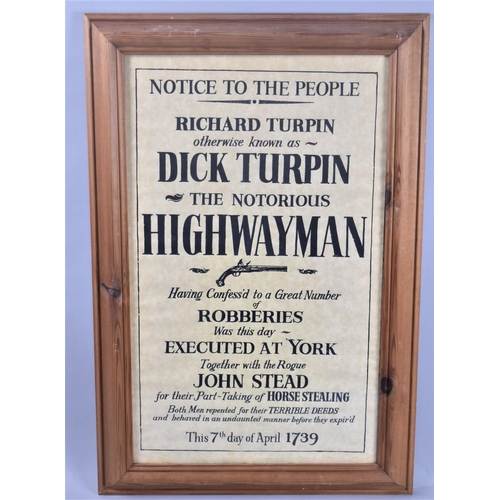 NOTICE TO THE PEOPLE
RICHARD TURPIN
otherwise known as ~
DICK TURPIN
THE NOTORIOUS
HIGHWAYMAN
Having Confess'd to a Great Number
of
ROBBERIES
Was this day ~
EXECUTED AT YORK
Together with the Rogue
JOHN STEAD
for their Part-Taking of HORSE STEALING
Both Men repented for their TERRIBLE DEEDS
and behaved in an undaunted manner before they expir'd
This 7th day of April 1739